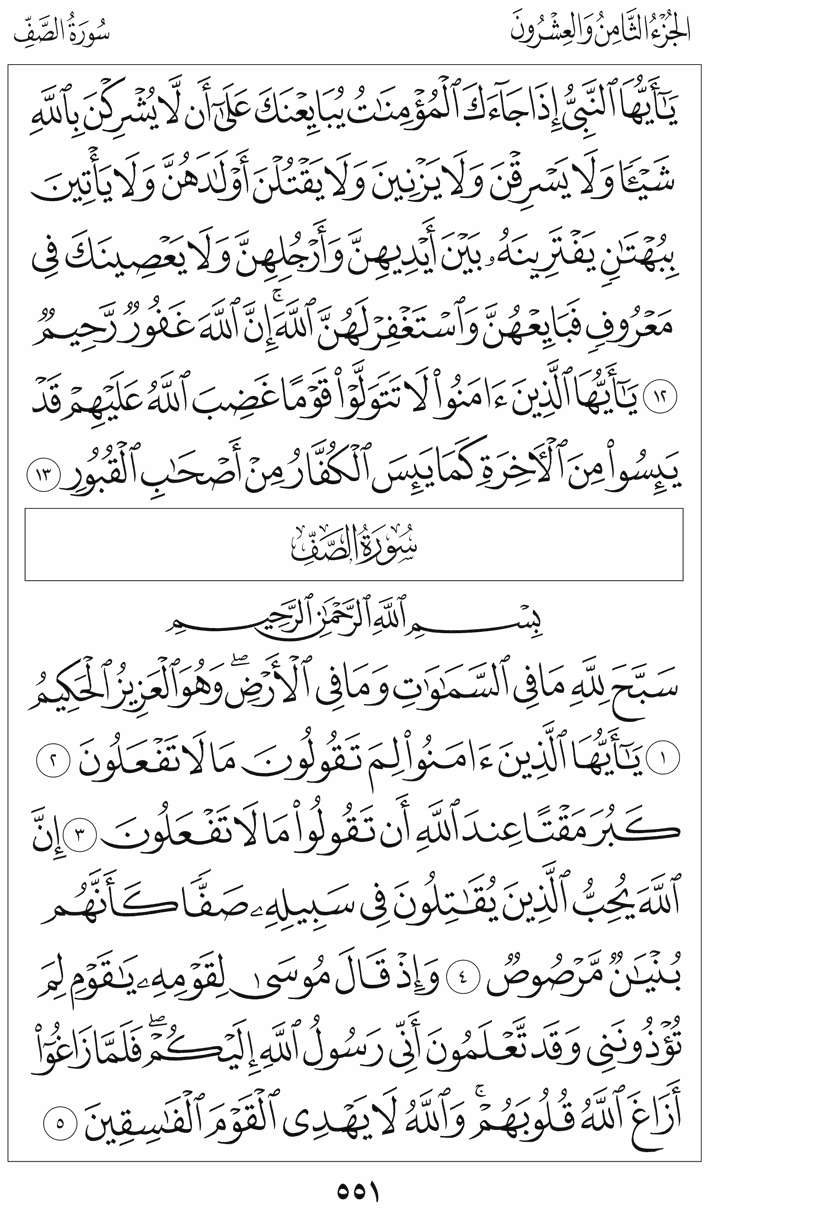 الجُزْءُ الثَّامِنُ وَالعِشْرُونَ
سُورَةُ الصَّفِّ
يَٰٓأَيُّهَا ٱلنَّبِيُّ إِذَا جَآءَكَ ٱلْمُؤْمِنَٰتُ يُبَايِعْنَكَ عَلَىٰٓ أَن لَّا يُشْرِكْنَ بِٱللَّهِ
شَيْـًٔا وَلَا يَسْرِقْنَ وَلَا يَزْنِينَ وَلَا يَقْتُلْنَ أَوْلَٰدَهُنَّ وَلَا يَأْتِينَ
بِبُهْتَٰنٍ يَفْتَرِينَهُۥ بَيْنَ أَيْدِيهِنَّ وَأَرْجُلِهِنَّ وَلَا يَعْصِينَكَ فِى
مَعْرُوفٍ فَبَايِعْهُنَّ وَٱسْتَغْفِرْ لَهُنَّ ٱللَّهَ ۚ إِنَّ ٱللَّهَ غَفُورٌ رَّحِيمٌ
١٢ يَٰٓأَيُّهَا ٱلَّذِينَ ءَامَنُوا۟ لَا تَتَوَلَّوْا۟ قَوْمًا غَضِبَ ٱللَّهُ عَلَيْهِمْ قَدْ
يَئِسُوا۟ مِنَ ٱلْءَاخِرَةِ كَمَا يَئِسَ ٱلْكُفَّارُ مِنْ أَصْحَٰبِ ٱلْقُبُورِ ١٣
سُورَةُ الصَّفِّ
بِسْمِ ٱللَّهِ ٱلرَّحْمَٰنِ ٱلرَّحِيمِ
سَبَّحَ لِلَّهِ مَا فِى ٱلسَّمَٰوَٰتِ وَمَا فِى ٱلْأَرْضِ ۖ وَهُوَ ٱلْعَزِيزُ ٱلْحَكِيمُ
١ يَٰٓأَيُّهَا ٱلَّذِينَ ءَامَنُوا۟ لِمَ تَقُولُونَ مَا لَا تَفْعَلُونَ ٢
كَبُرَ مَقْتًا عِندَ ٱللَّهِ أَن تَقُولُوا۟ مَا لَا تَفْعَلُونَ ٣ إِنَّ
ٱللَّهَ يُحِبُّ ٱلَّذِينَ يُقَٰتِلُونَ فِى سَبِيلِهِۦ صَفًّا كَأَنَّهُم
بُنْيَٰنٌ مَّرْصُوصٌ ٤ وَإِذْ قَالَ مُوسَىٰ لِقَوْمِهِۦ يَٰقَوْمِ لِمَ
تُؤْذُونَنِى وَقَد تَّعْلَمُونَ أَنِّى رَسُولُ ٱللَّهِ إِلَيْكُمْ ۖ فَلَمَّا زَاغُوٓا۟
أَزَاغَ ٱللَّهُ قُلُوبَهُمْ ۚ وَٱللَّهُ لَا يَهْدِى ٱلْقَوْمَ ٱلْفَٰسِقِينَ ٥
٥٥١